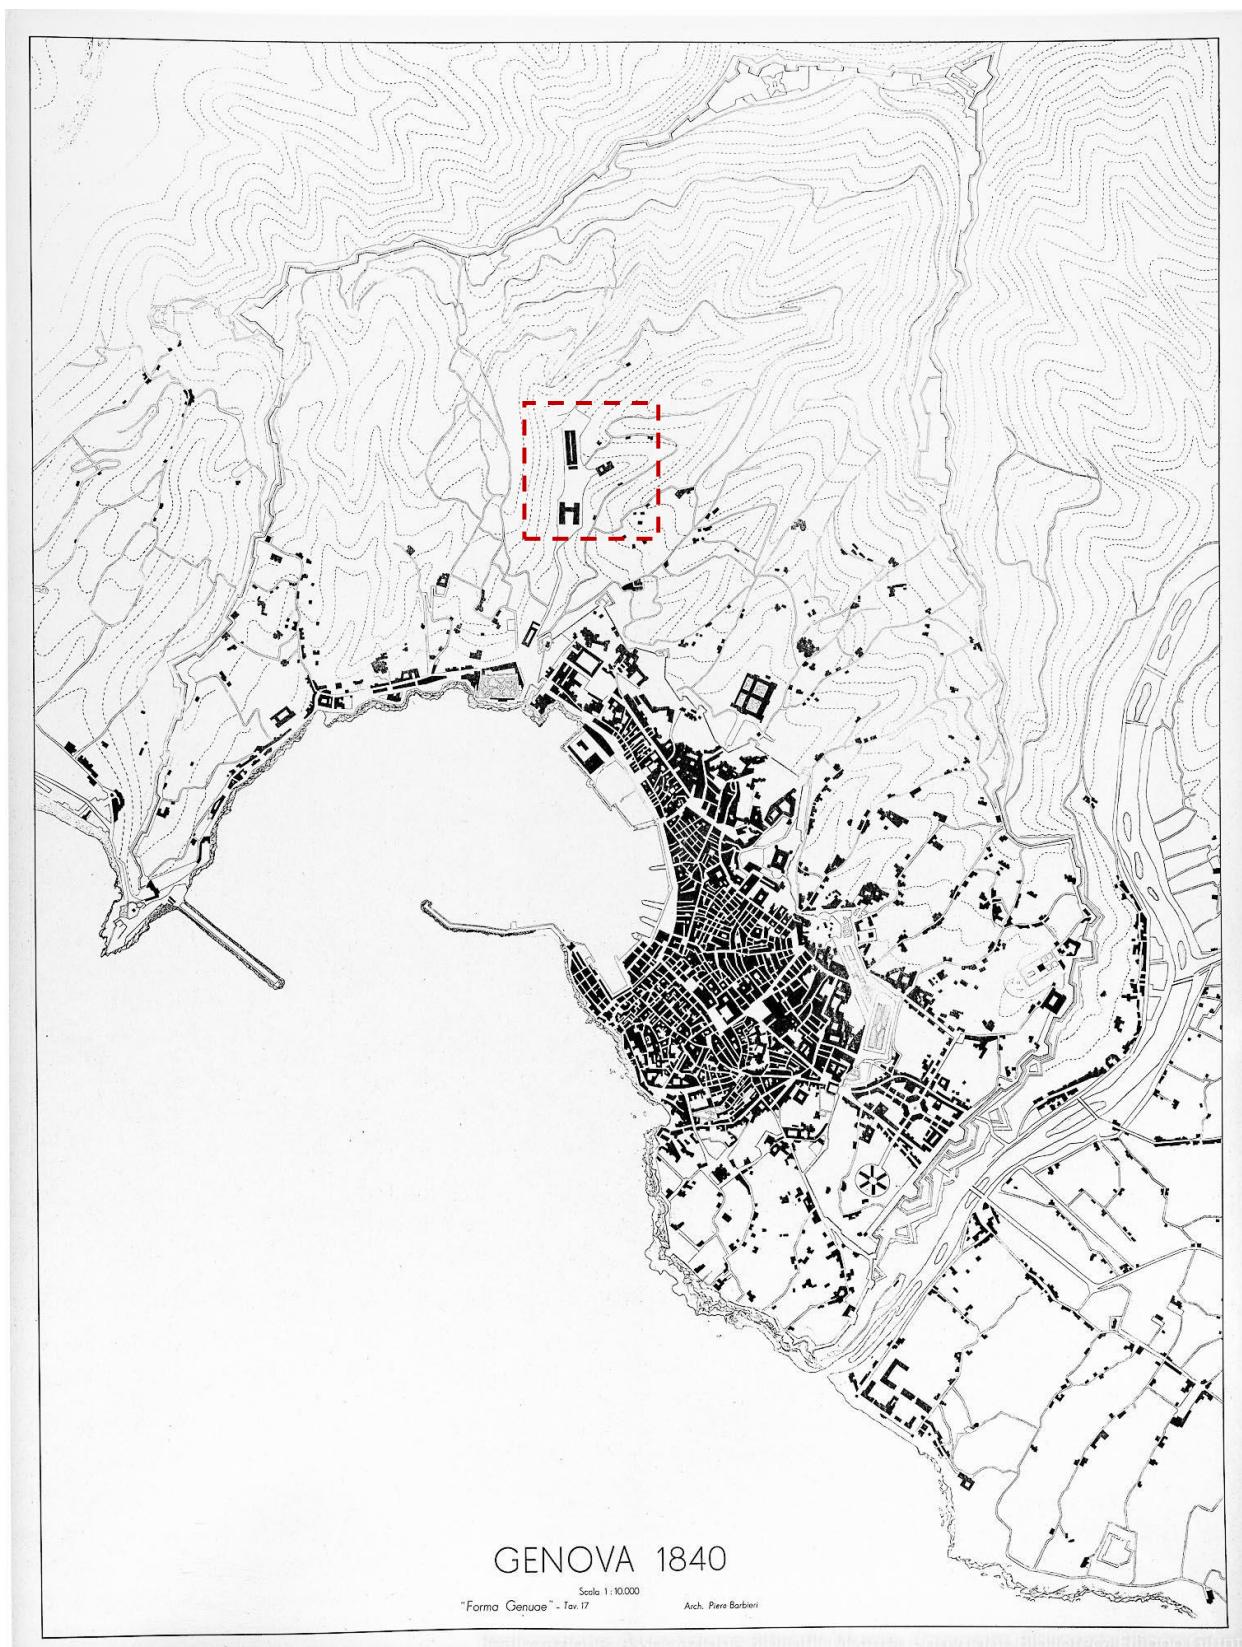 GENOVA 1840
Scala 1:10.000
"Forma Genuae" - Tav. 17 Arch. Piero Barbieri